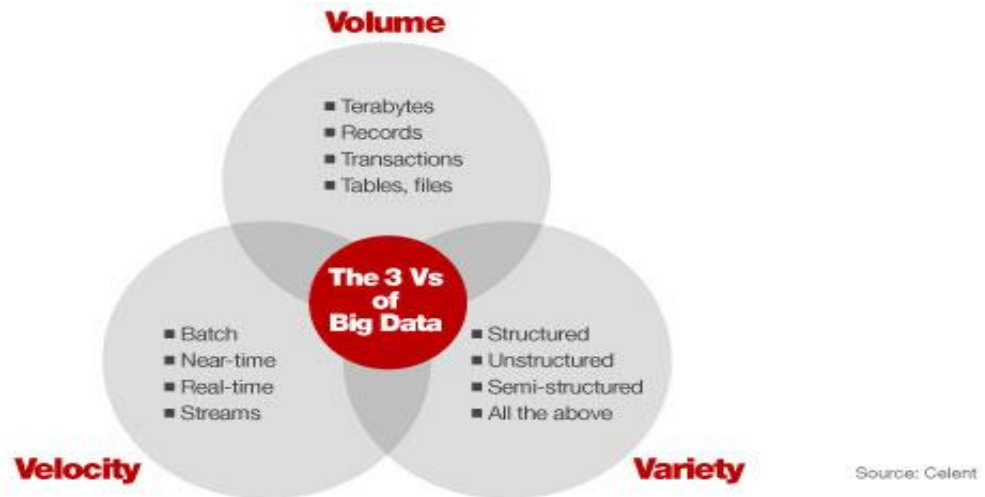 Volume
■ Terabytes
■ Records
■ Transactions
■ Tables, files
The 3 Vs
of
Big Data
■ Batch
■ Near-time
■ Real-time
■ Streams
■ Structured
■ Unstructured
■ Semi-structured
■ All the above
Velocity
Variety
Source: Celent